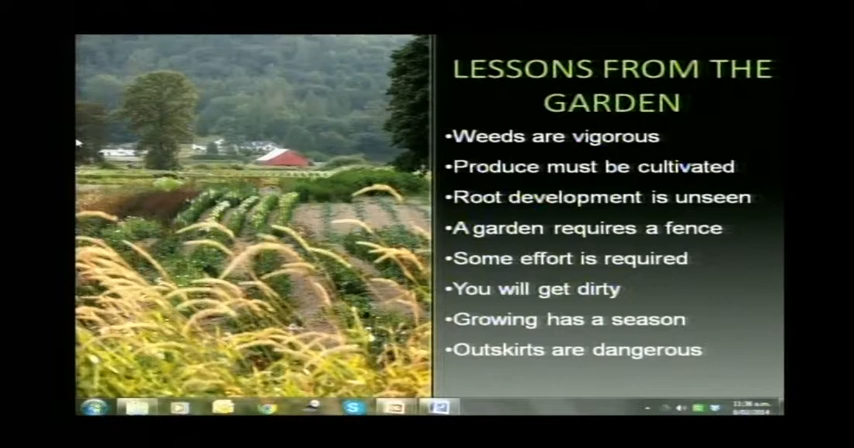 LESSONS FROM THE
GARDEN
•Weeds are vigorous
•Produce must be cultivated
•Root development is unseen
•A garden requires a fence
•Some effort is required
•You will get dirty
•Growing has a season
•Outskirts are dangerous